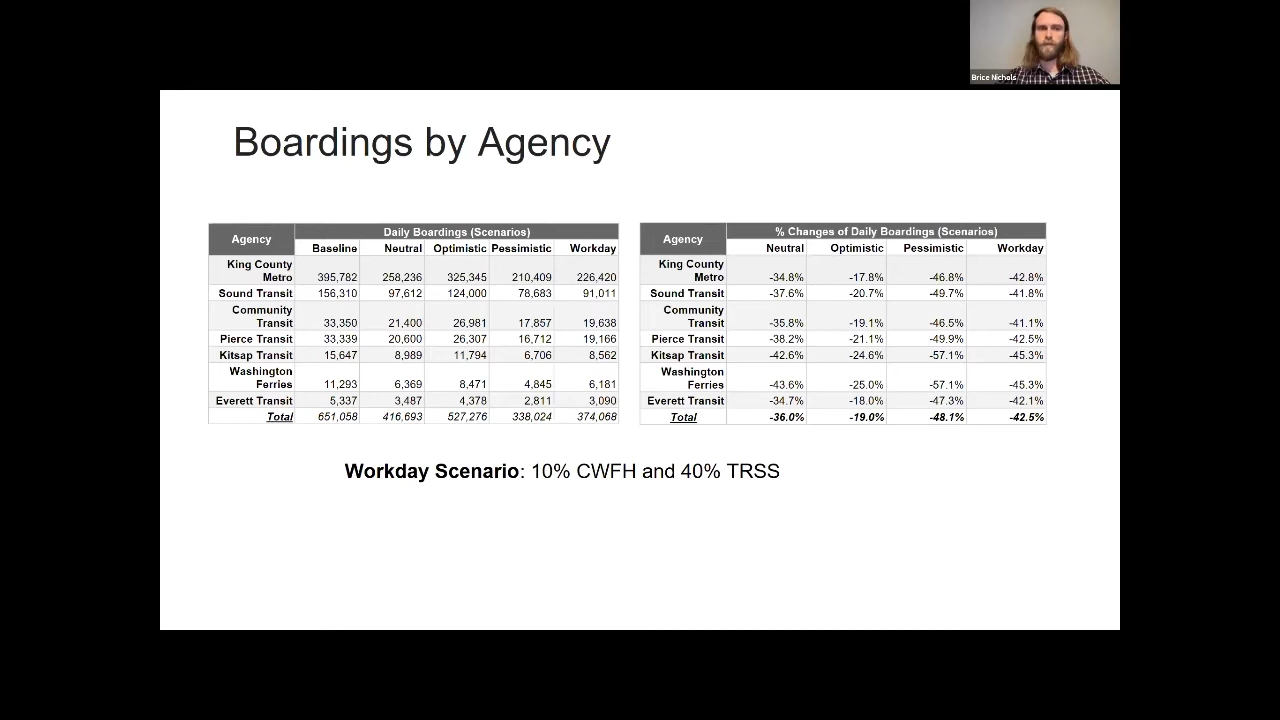 Brice Nichols
Boardings by Agency
Agency Daily Boardings (Scenarios)
Baseline Neutral Optimistic Pessimistic Workday
King County
Metro 395,782 258,236 325,345 210,409 226,420
Sound Transit 156,310 97,612 124,000 78,683 91,011
Community
Transit 33,350 21,400 26,981 17,857 19,638
Pierce Transit 33,339 20,600 26,307 16,712 19,166
Kitsap Transit 15,647 8,989 11,794 6,706 8,562
Washington
Ferries 11,293 6,369 8,471 4,845 6,181
Everett Transit 5,337 3,487 4,378 2,811 3,090
Total 651,058 416,693 527,276 338,024 374,068
Agency % Changes of Daily Boardings (Scenarios)
Neutral Optimistic Pessimistic Workday
King County
Metro -34.8% -17.8% -46.8% -42.8%
Sound Transit -37.6% -20.7% -49.7% -41.8%
Community
Transit -35.8% -19.1% -46.5% -41.1%
Pierce Transit -38.2% -21.1% -49.9% -42.5%
Kitsap Transit -42.6% -24.6% -57.1% -45.3%
Washington
Ferries -43.6% -25.0% -57.1% -45.3%
Everett Transit -34.7% -18.0% -47.3% -42.1%
Total -36.0% -19.0% -48.1% -42.5%
Workday Scenario: 10% CWFH and 40% TRSS